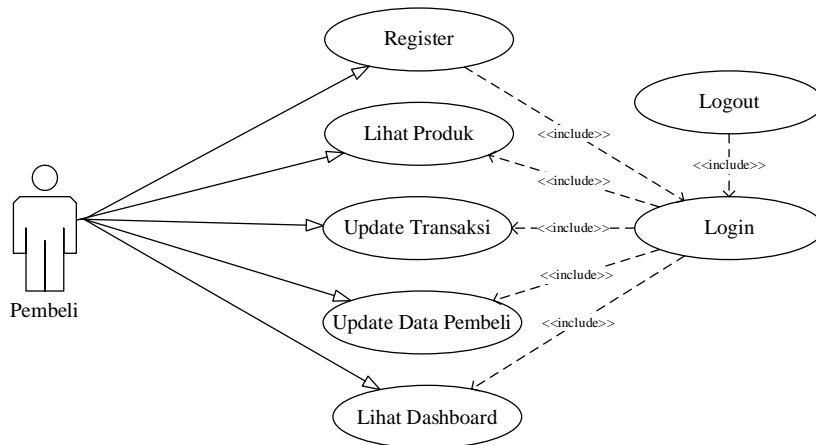 Register
Logout
Lihat Produk
<<include>>
<<include>>
<<include>>
Update Transaksi
<<include>>
Login
Pembeli
Update Data Pembeli
<<include>>
<<include>>
Lihat Dashboard